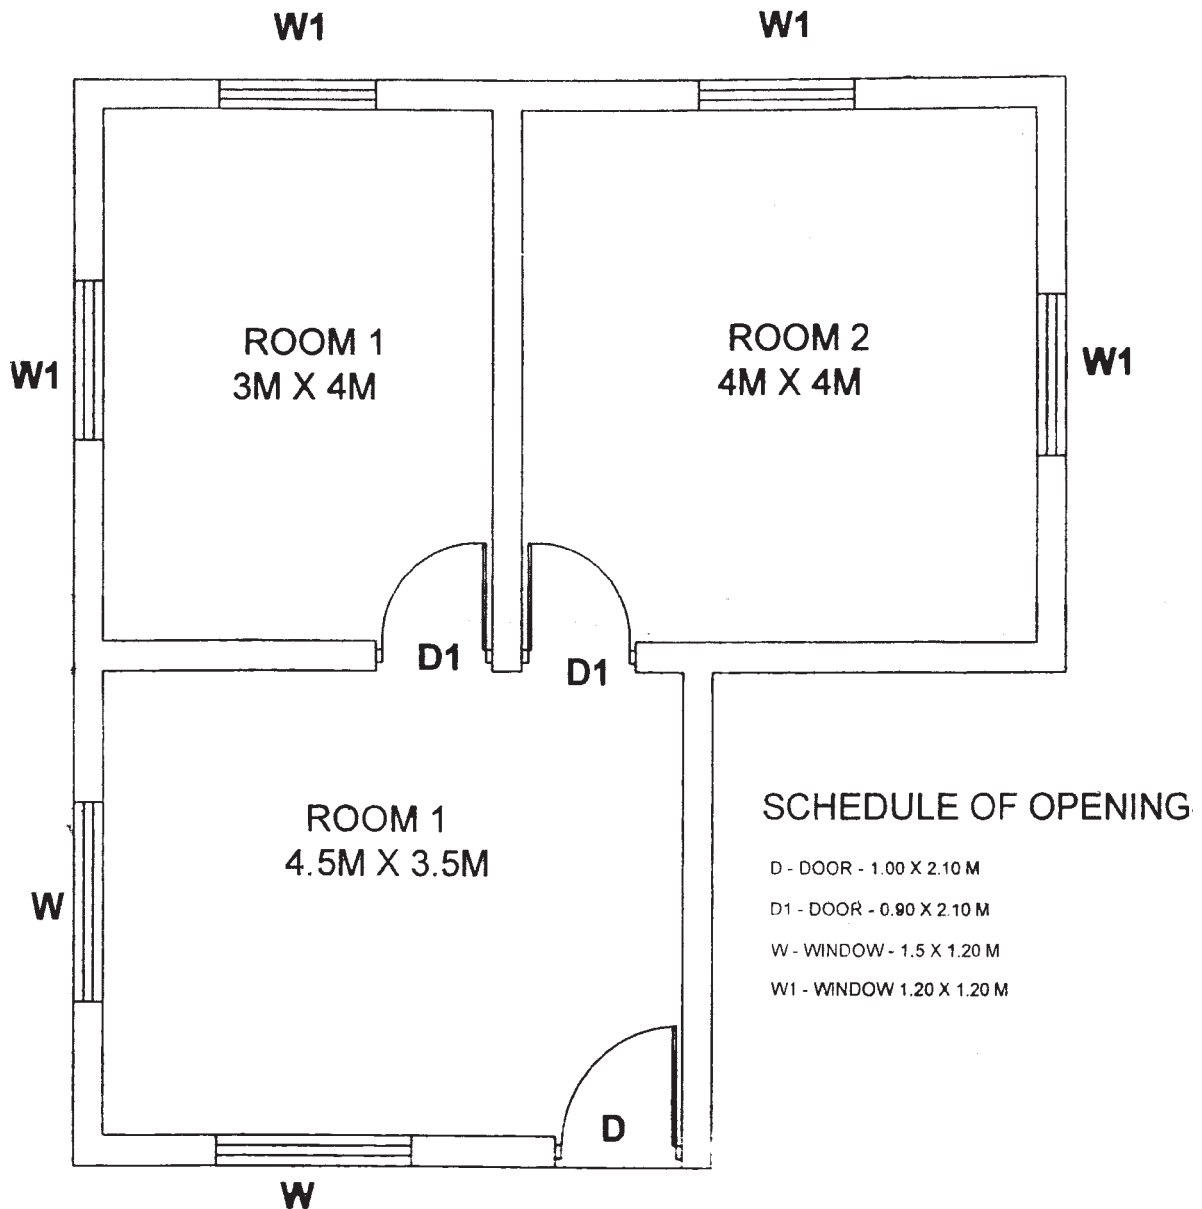 W1
W1
ROOM 1
3M X 4M
ROOM 2
4M X 4M
W1
W1
D1
D1
ROOM 1
4.5M X 3.5M
W
D
W
SCHEDULE OF OPENING
D - DOOR - 1.00 X 2.10 M
D1 - DOOR - 0.90 X 2.10 M
W - WINDOW - 1.5 X 1.20 M
W1 - WINDOW 1.20 X 1.20 M